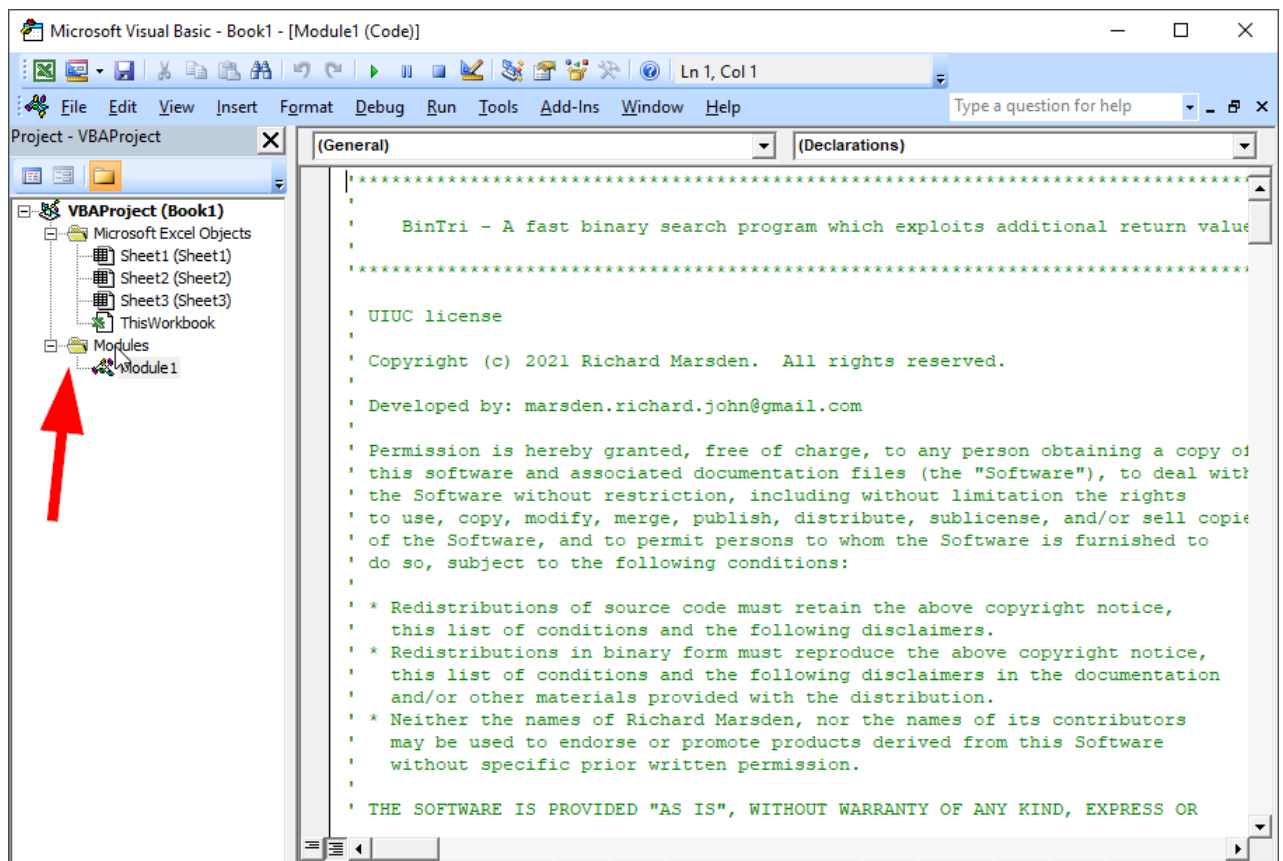 Microsoft Visual Basic - Book1 - [Module1 (Code)]
Ln 1, Col 1
File Edit View Insert Format Debug Run Tools Add-Ins Window Help
Type a question for help
Project - VBAProject
(General)
(Declarations)
VBAProject (Book1)
Microsoft Excel Objects
Sheet1 (Sheet1)
Sheet2 (Sheet2)
Sheet3 (Sheet3)
ThisWorkbook
Modules
Module1
'********************************************************************************
'
'    BinTri - A fast binary search program which exploits additional return value
'
'********************************************************************************
' UIUC license
'
' Copyright (c) 2021 Richard Marsden.  All rights reserved.
'
' Developed by: marsden.richard.john@gmail.com
'
' Permission is hereby granted, free of charge, to any person obtaining a copy of
' this software and associated documentation files (the "Software"), to deal with
' the Software without restriction, including without limitation the rights
' to use, copy, modify, merge, publish, distribute, sublicense, and/or sell copie
' of the Software, and to permit persons to whom the Software is furnished to
' do so, subject to the following conditions:
'
' * Redistributions of source code must retain the above copyright notice,
'   this list of conditions and the following disclaimers.
' * Redistributions in binary form must reproduce the above copyright notice,
'   this list of conditions and the following disclaimers in the documentation
'   and/or other materials provided with the distribution.
' * Neither the names of Richard Marsden, nor the names of its contributors
'   may be used to endorse or promote products derived from this Software
'   without specific prior written permission.
'
' THE SOFTWARE IS PROVIDED "AS IS", WITHOUT WARRANTY OF ANY KIND, EXPRESS OR